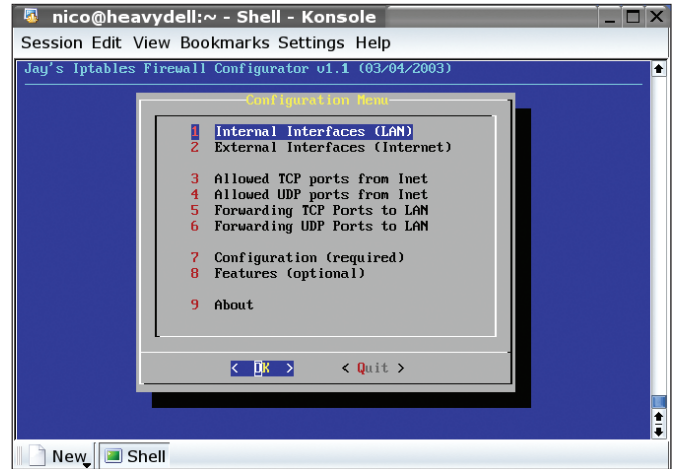 nico@heavydell:~ - Shell - Konsole
Session Edit View Bookmarks Settings Help
Jay's Iptables Firewall Configurator v1.1 (03/04/2003)
Configuration Menu
1 Internal Interfaces (LAN)
2 External Interfaces (Internet)
3 Allowed TCP ports from Inet
4 Allowed UDP ports from Inet
5 Forwarding TCP Ports to LAN
6 Forwarding UDP Ports to LAN
7 Configuration (required)
8 Features (optional)
9 About
< OK > < Quit >
New Shell